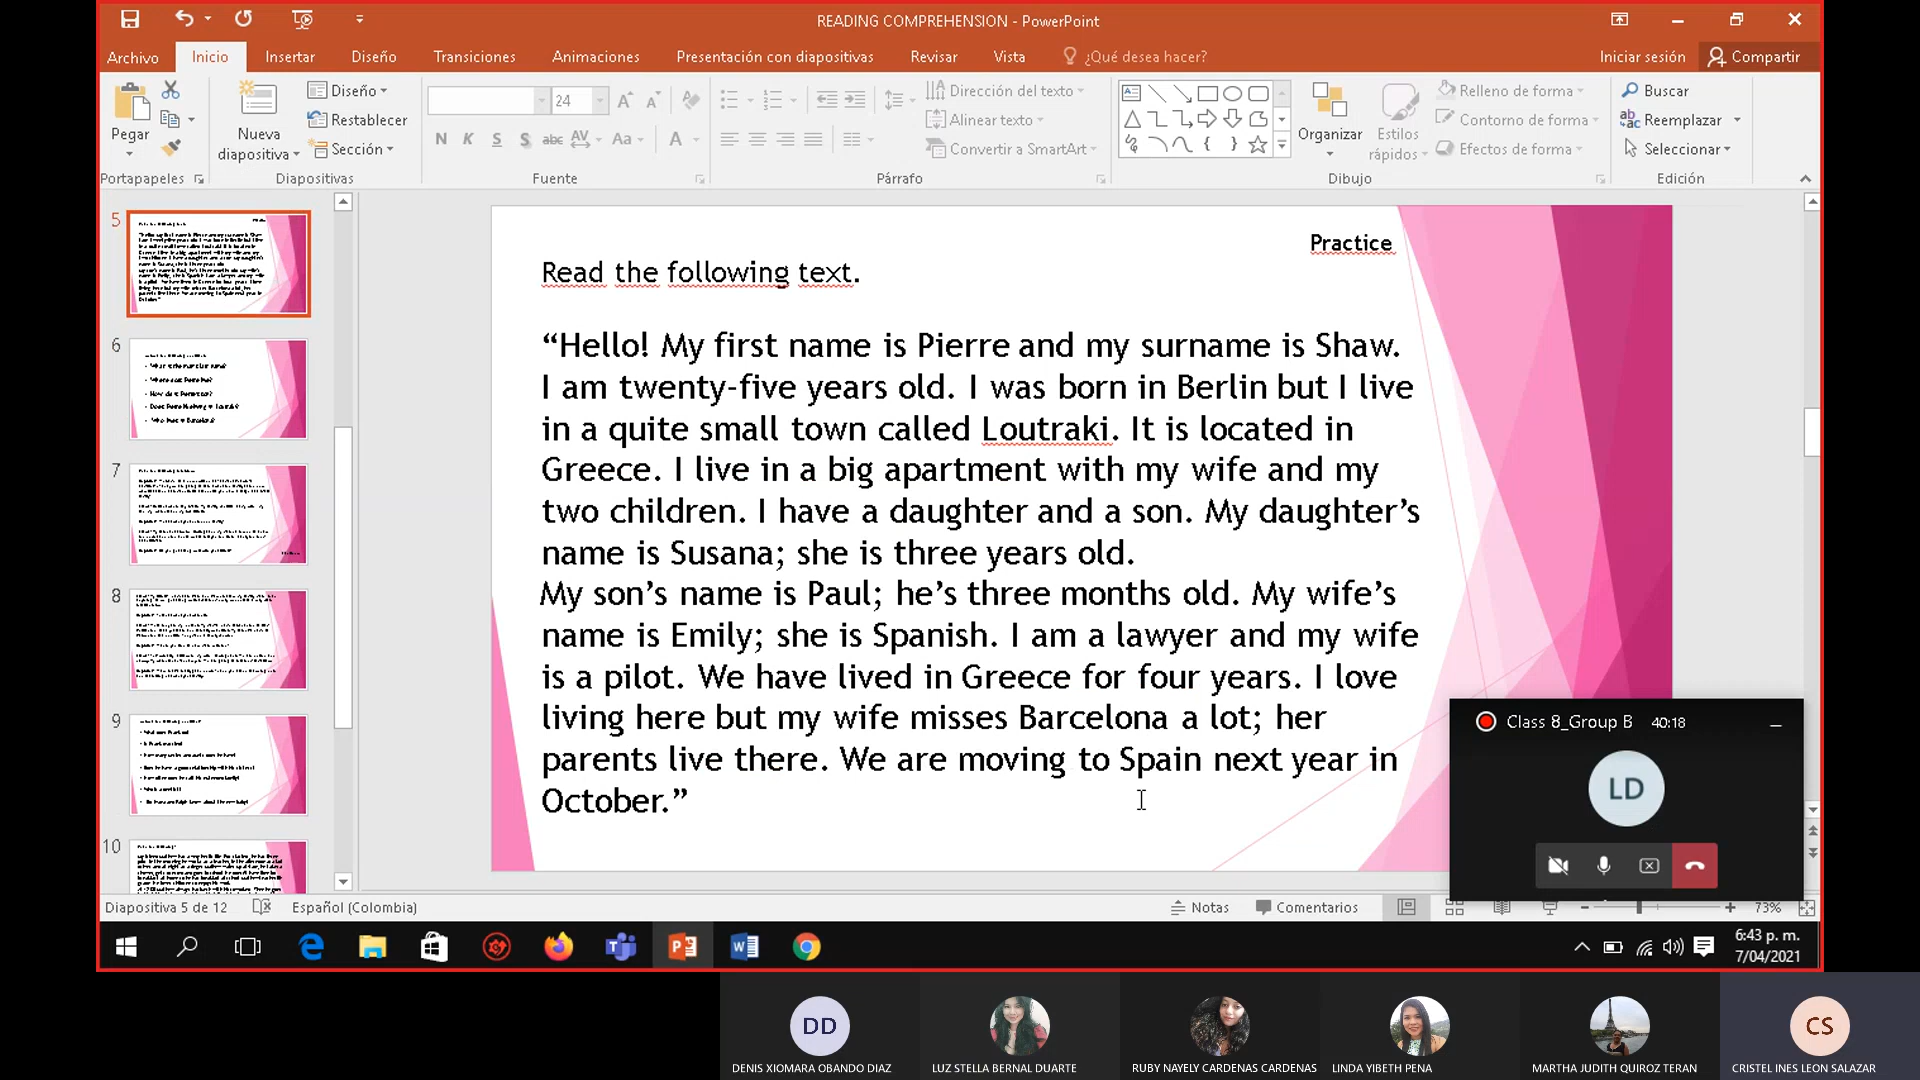 READING COMPREHENSION - PowerPoint
Archivo Inicio Insertar Diseño Transiciones Animaciones Presentación con diapositivas Revisar Vista ¿Qué desea hacer? Iniciar sesión Compartir
Pegar
Nueva diapositiva
Diseño
Restablecer
Sección
24
N K S S abc AV Aa A
Dirección del texto
Alinear texto
Convertir a SmartArt
Organizar
Estilos rápidos
Relleno de forma
Contorno de forma
Efectos de forma
Buscar
Reemplazar
Seleccionar
Portapapeles Diapositivas Fuente Párrafo Dibujo Edición
5
6
7
8
9
10
Practice
Read the following text.
“Hello! My first name is Pierre and my surname is Shaw.
I am twenty-five years old. I was born in Berlin but I live
in a quite small town called Loutraki. It is located in
Greece. I live in a big apartment with my wife and my
two children. I have a daughter and a son. My daughter’s
name is Susana; she is three years old.
My son’s name is Paul; he’s three months old. My wife’s
name is Emily; she is Spanish. I am a lawyer and my wife
is a pilot. We have lived in Greece for four years. I love
living here but my wife misses Barcelona a lot; her
parents live there. We are moving to Spain next year in
October.”
Class 8_Group B 40:18
LD
Diapositiva 5 de 12 Español (Colombia) Notas Comentarios 73%
6:43 p. m.
7/04/2021
DD
CS
DENIS XIOMARA OBANDO DIAZ LUZ STELLA BERNAL DUARTE RUBY NAYELY CARDENAS CARDENAS LINDA YIBETH PENA MARTHA JUDITH QUIROZ TERAN CRISTEL INES LEON SALAZAR